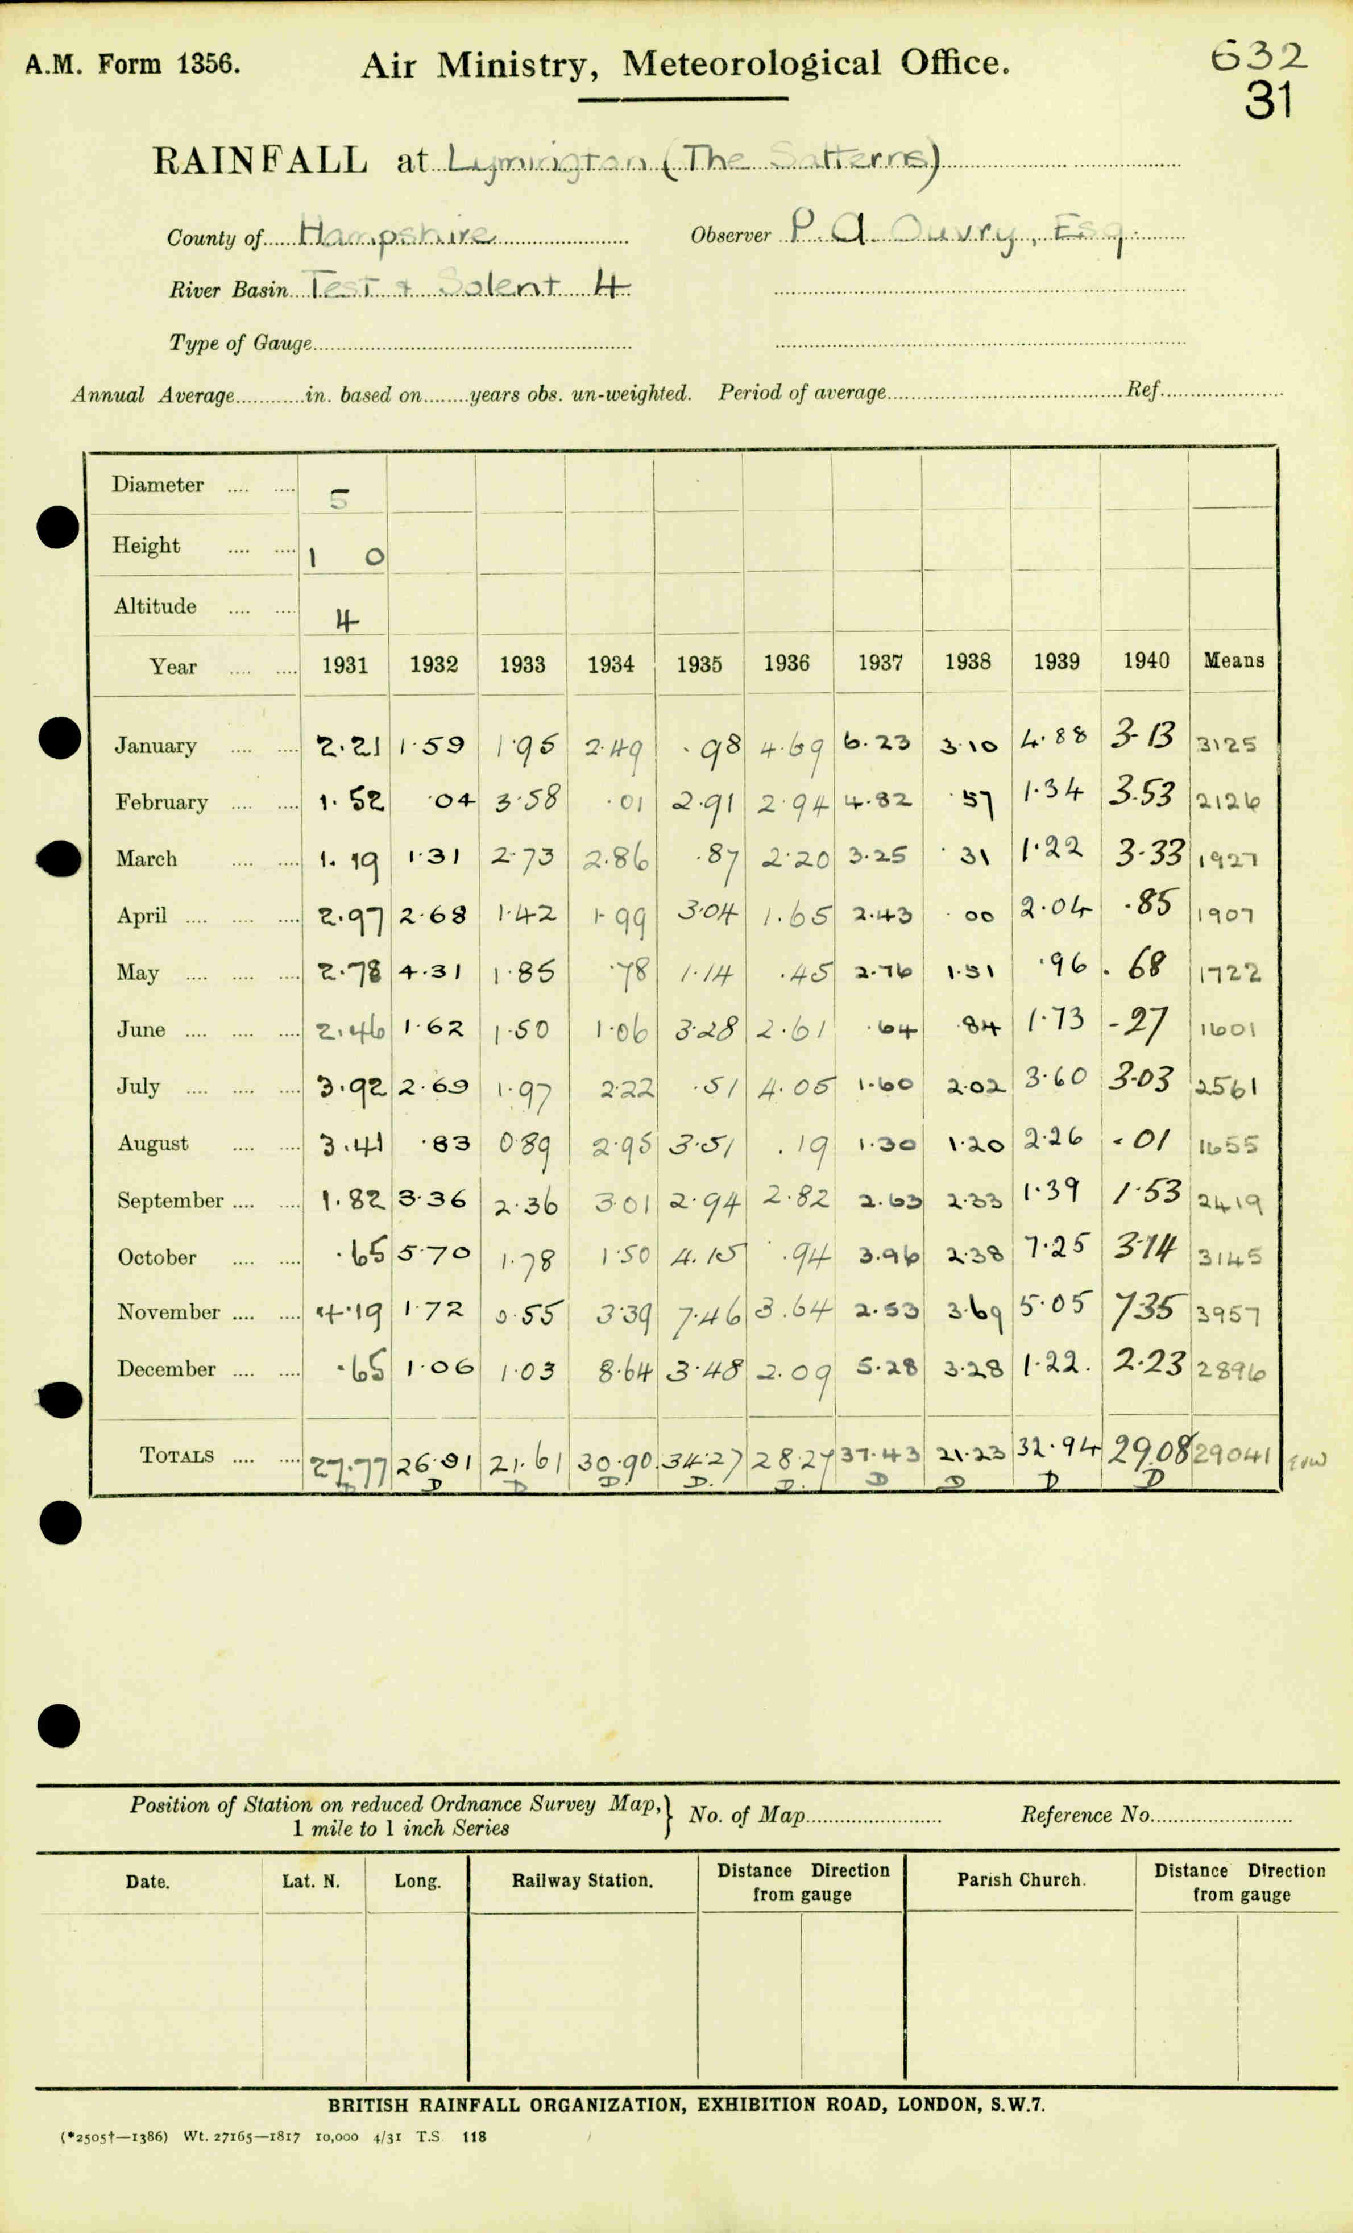 A.M. Form 1356. Air Ministry, Meteorological Office. 632
31
RAINFALL at Lymington (The Salterns)
County of Hampshire Observer P. A. Ouvry, Esq.
River Basin Test + Solent 4
Type of Gauge
Annual Average in. based on years obs. un-weighted. Period of average Ref.
Diameter 5
Height 1 0
Altitude 4
Year 1931 1932 1933 1934 1935 1936 1937 1938 1939 1940 Means
January 2.21 1.59 1.95 2.49 .98 4.69 6.23 3.10 4.88 3.13 3125
February 1.52 .04 3.58 .01 2.91 2.94 4.82 .57 1.34 3.53 2126
March 1.19 1.31 2.73 2.86 .87 2.20 3.25 .31 1.22 3.33 1927
April 2.97 2.68 1.42 1.99 3.04 1.65 2.43 .00 2.04 .85 1907
May 2.78 4.31 1.85 .78 1.14 .45 2.76 1.51 .96 .68 1722
June 2.46 1.62 1.50 1.06 3.28 2.61 .64 .84 1.73 .27 1601
July 3.92 2.69 1.97 2.22 .51 4.05 1.60 2.02 3.60 3.03 2561
August 3.41 .83 0.89 2.95 3.51 .19 1.30 1.20 2.26 .01 1655
September 1.82 3.36 2.36 3.01 2.94 2.82 2.63 2.33 1.39 1.53 2419
October .65 5.70 1.78 1.50 4.15 .94 3.96 2.38 7.25 3.14 3145
November 4.19 1.72 0.55 3.39 7.46 3.64 2.53 3.69 5.05 7.35 3957
December .65 1.06 1.03 8.64 3.48 2.09 5.28 3.28 1.22. 2.23 2896
TOTALS 27.77 26.91 21.61 30.90 34.27 28.27 37.43 21.23 32.94 29.08 29041
D D D D. D. D. D D D D
Position of Station on reduced Ordnance Survey Map, } No. of Map Reference No.
1 mile to 1 inch Series
Date. Lat. N. Long. Railway Station. Distance Direction from gauge Parish Church. Distance Direction from gauge
BRITISH RAINFALL ORGANIZATION, EXHIBITION ROAD, LONDON, S.W.7.
(*2505†—1386) Wt. 27165—1817 10,000 4/31 T.S. 118